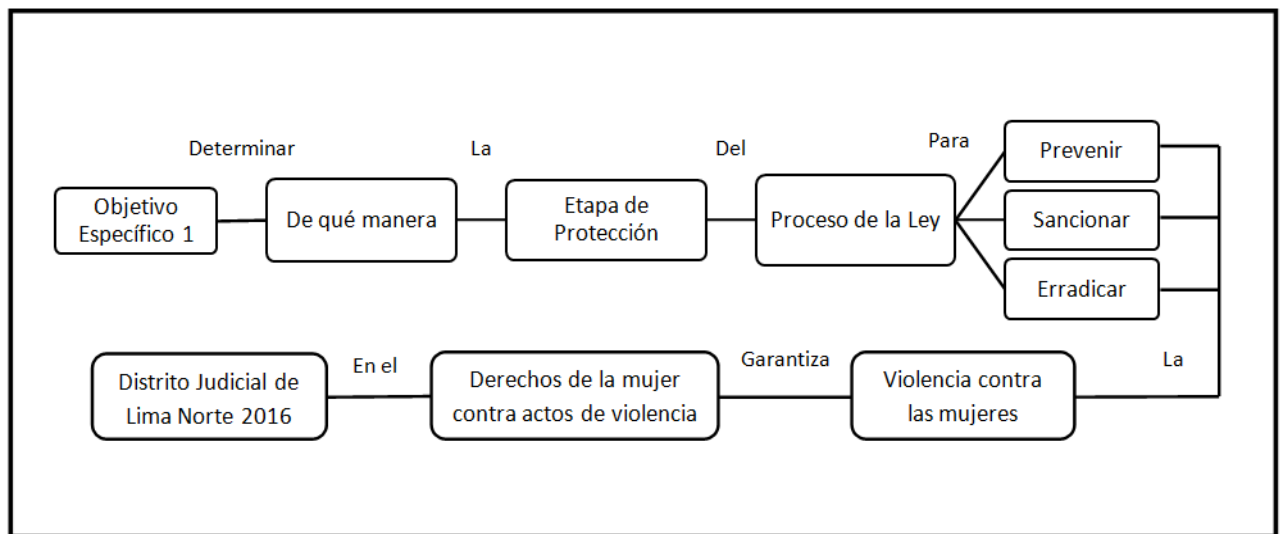 Determinar
La
Del
Para
Objetivo
Específico 1
De qué manera
Etapa de
Protección
Proceso de la Ley
Prevenir
Sancionar
Erradicar
La
Violencia contra
las mujeres
Garantiza
Derechos de la mujer
contra actos de violencia
En el
Distrito Judicial de
Lima Norte 2016